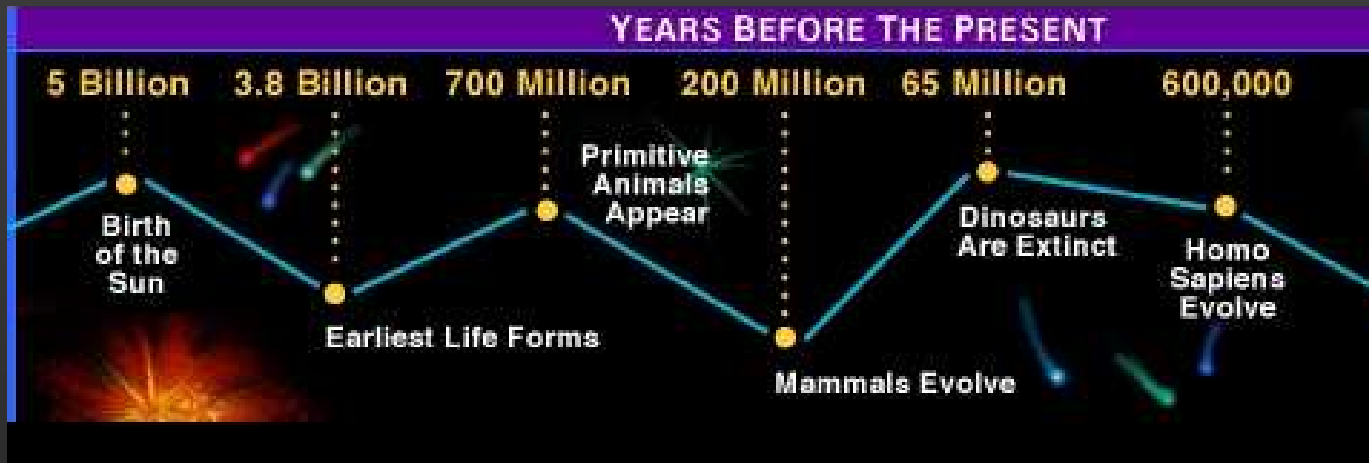 YEARS BEFORE THE PRESENT
5 Billion
3.8 Billion
700 Million
200 Million
65 Million
600,000
Birth
of the
Sun
Earliest Life Forms
Primitive
Animals
Appear
Mammals Evolve
Dinosaurs
Are Extinct
Homo
Sapiens
Evolve